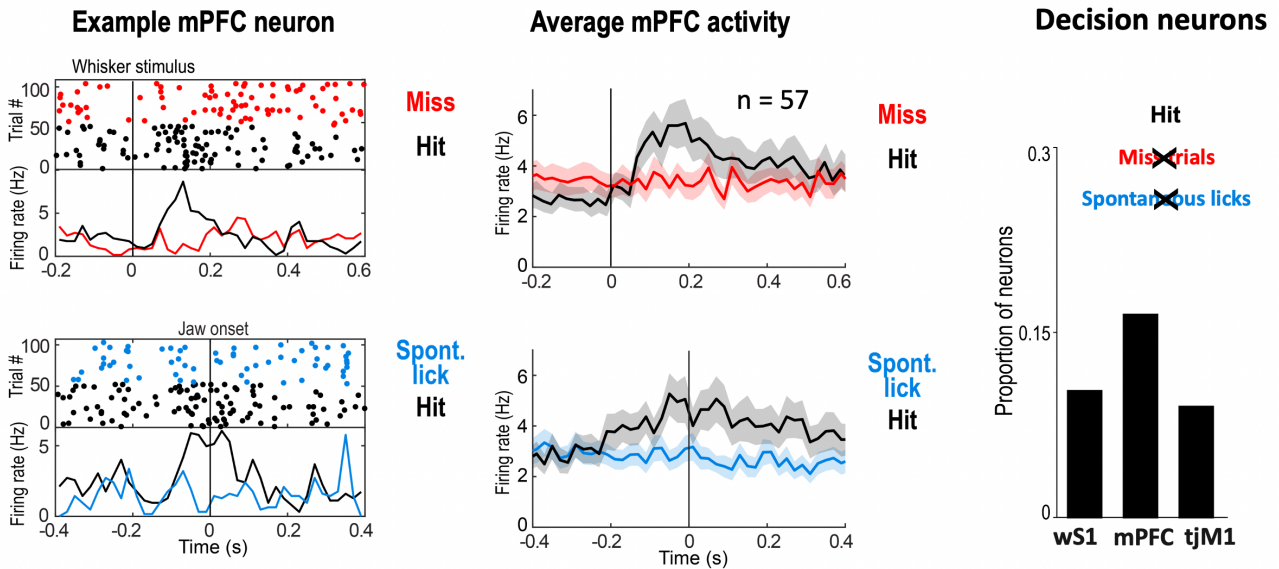 Example mPFC neuron
Average mPFC activity
Decision neurons
Whisker stimulus
Trial #
100
50
0
Firing rate (Hz)
5
0
-0.2
0
0.2
0.4
0.6
Miss
Hit
n = 57
Firing rate (Hz)
6
4
2
0
-0.2
0
0.2
0.4
0.6
Miss
Hit
Jaw onset
Trial #
100
50
0
Firing rate (Hz)
5
0
-0.4
-0.2
0
0.2
0.4
Time (s)
Spont.
lick
Hit
Firing rate (Hz)
6
4
2
0
-0.4
-0.2
0
0.2
0.4
Time (s)
Spont.
lick
Hit
Hit
Miss trials
Spontaneous licks
Proportion of neurons
0.3
0.15
0
wS1
mPFC
tjM1